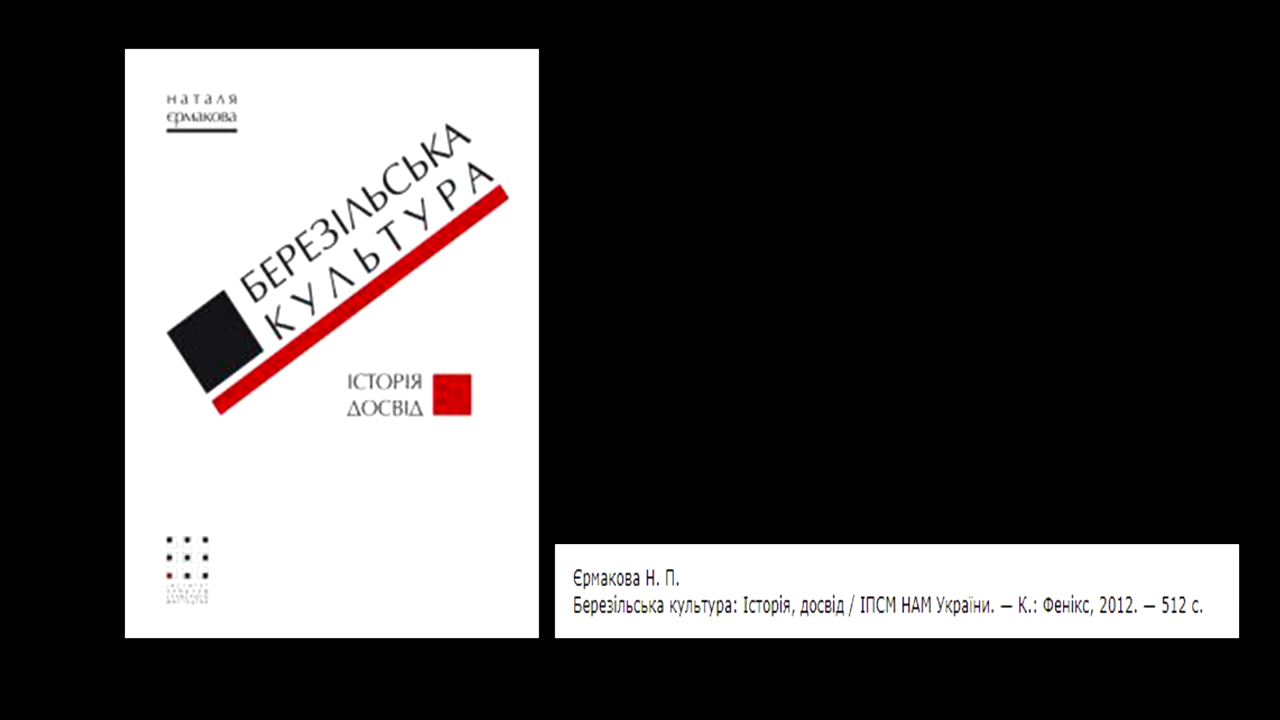 наталя
єрмакова
БЕРЕЗІЛЬСЬКА
КУЛЬТУРА
ІСТОРІЯ
ДОСВІД
Єрмакова Н. П.
Березільська культура: Історія, досвід / ІПСМ НАМ України. — К.: Фенікс, 2012. — 512 с.